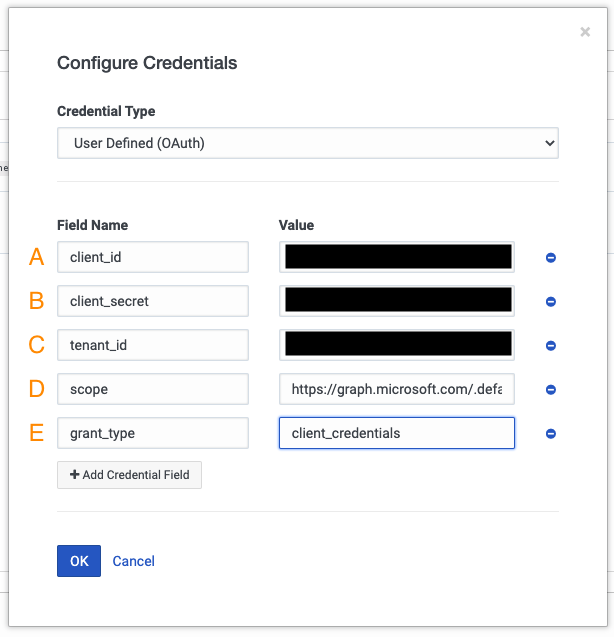 ×
Configure Credentials
Credential Type
User Defined (OAuth)
Field Name Value
A client_id
B client_secret
C tenant_id
D scope https://graph.microsoft.com/.defa
E grant_type client_credentials
+ Add Credential Field
OK Cancel